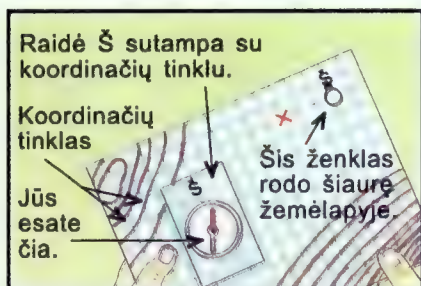 Raidė Š sutampa su
koordinačių tinklu.
Koordinačių
tinklas
Jūs
esate
čia.
Š
Š
Šis ženklas
rodo šiaurę
žemėlapyje.